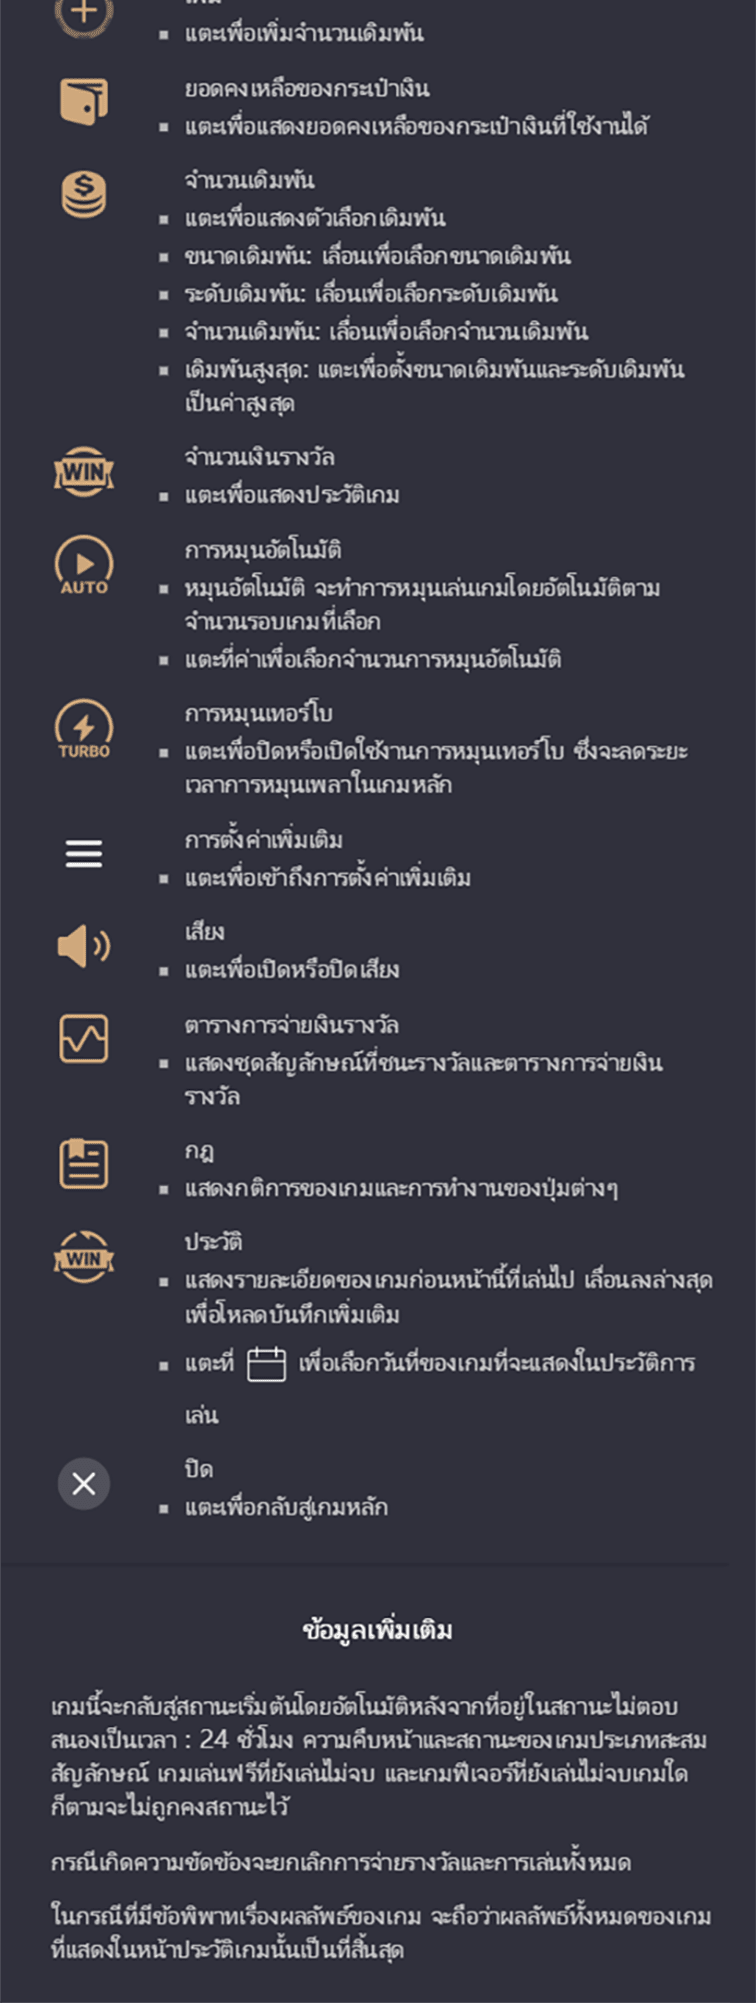 เพิ่ม
แตะเพื่อเพิ่มจำนวนเดิมพัน
ยอดคงเหลือของกระเป๋าเงิน
แตะเพื่อแสดงยอดคงเหลือของกระเป๋าเงินที่ใช้งานได้
จำนวนเดิมพัน
แตะเพื่อแสดงตัวเลือกเดิมพัน
ขนาดเดิมพัน: เลื่อนเพื่อเลือกขนาดเดิมพัน
ระดับเดิมพัน: เลื่อนเพื่อเลือกระดับเดิมพัน
จำนวนเดิมพัน: เลื่อนเพื่อเลือกจำนวนเดิมพัน
เดิมพันสูงสุด: แตะเพื่อตั้งขนาดเดิมพันและระดับเดิมพัน
เป็นค่าสูงสุด
WIN
จำนวนเงินรางวัล
แตะเพื่อแสดงประวัติเกม
AUTO
การหมุนอัตโนมัติ
หมุนอัตโนมัติ จะทำการหมุนเล่นเกมโดยอัตโนมัติตาม
จำนวนรอบเกมที่เลือก
แตะที่ค่าเพื่อเลือกจำนวนการหมุนอัตโนมัติ
TURBO
การหมุนเทอร์โบ
แตะเพื่อปิดหรือเปิดใช้งานการหมุนเทอร์โบ ซึ่งจะลดระยะ
เวลาการหมุนเพลาในเกมหลัก
การตั้งค่าเพิ่มเติม
แตะเพื่อเข้าถึงการตั้งค่าเพิ่มเติม
เสียง
แตะเพื่อเปิดหรือปิดเสียง
ตารางการจ่ายเงินรางวัล
แสดงชุดสัญลักษณ์ที่ชนะรางวัลและตารางการจ่ายเงิน
รางวัล
กฎ
แสดงกติการของเกมและการทำงานของปุ่มต่างๆ
WIN
ประวัติ
แสดงรายละเอียดของเกมก่อนหน้านี้ที่เล่นไป เลื่อนลงล่างสุด
เพื่อโหลดบันทึกเพิ่มเติม
แตะที่ เพื่อเลือกวันที่ของเกมที่จะแสดงในประวัติการ
เล่น
ปิด
แตะเพื่อกลับสู่เกมหลัก
ข้อมูลเพิ่มเติม
เกมนี้จะกลับสู่สถานะเริ่มต้นโดยอัตโนมัติหลังจากที่อยู่ในสถานะไม่ตอบ
สนองเป็นเวลา : 24 ชั่วโมง ความคืบหน้าและสถานะของเกมประเภทสะสม
สัญลักษณ์ เกมเล่นฟรีที่ยังเล่นไม่จบ และเกมฟีเจอร์ที่ยังเล่นไม่จบเกมใด
ก็ตามจะไม่ถูกคงสถานะไว้
กรณีเกิดความขัดข้องจะยกเลิกการจ่ายรางวัลและการเล่นทั้งหมด
ในกรณีที่มีข้อพิพาทเรื่องผลลัพธ์ของเกม จะถือว่าผลลัพธ์ทั้งหมดของเกม
ที่แสดงในหน้าประวัติเกมนั้นเป็นที่สิ้นสุด